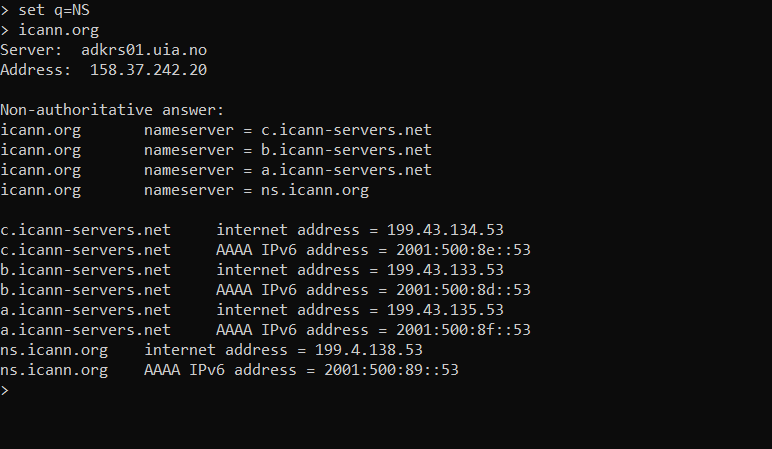 > set q=NS
> icann.org
Server:  adkrs01.uia.no
Address:  158.37.242.20
Non-authoritative answer:
icann.org       nameserver = c.icann-servers.net
icann.org       nameserver = b.icann-servers.net
icann.org       nameserver = a.icann-servers.net
icann.org       nameserver = ns.icann.org
c.icann-servers.net     internet address = 199.43.134.53
c.icann-servers.net     AAAA IPv6 address = 2001:500:8e::53
b.icann-servers.net     internet address = 199.43.133.53
b.icann-servers.net     AAAA IPv6 address = 2001:500:8d::53
a.icann-servers.net     internet address = 199.43.135.53
a.icann-servers.net     AAAA IPv6 address = 2001:500:8f::53
ns.icann.org    internet address = 199.4.138.53
ns.icann.org    AAAA IPv6 address = 2001:500:89::53
>